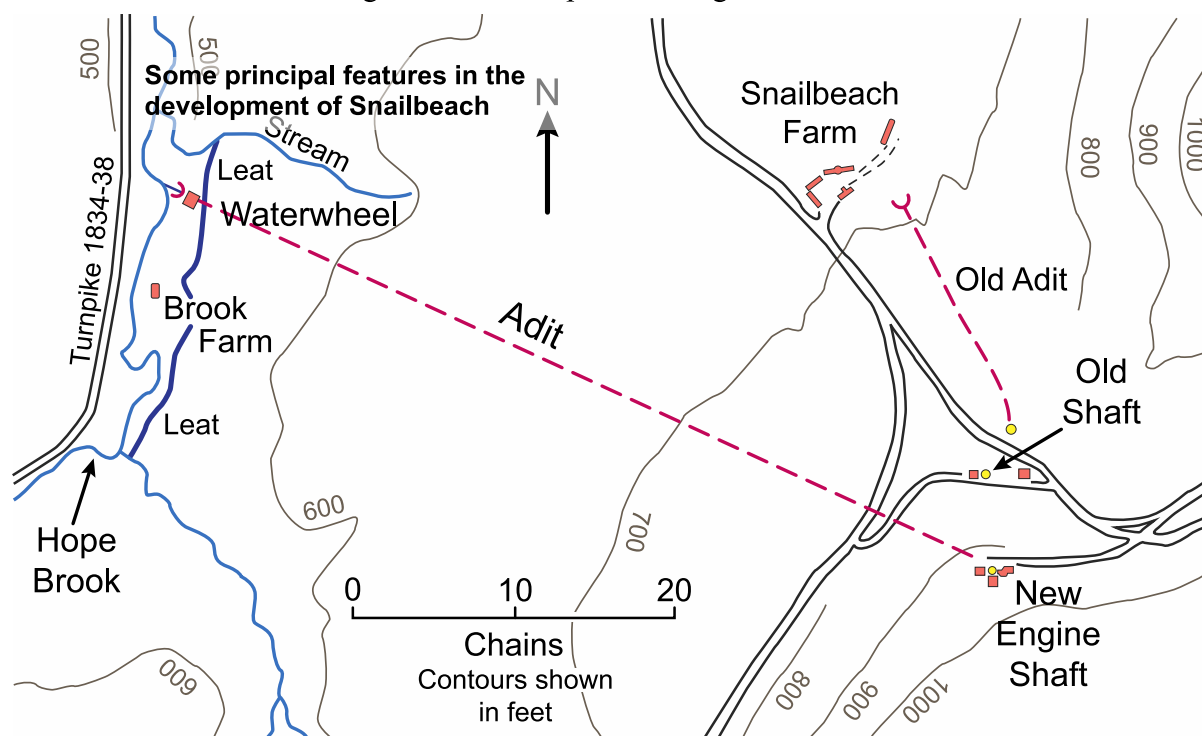 500
500
Some principal features in the
development of Snailbeach
Stream
N
Snailbeach
Farm
800
900
1000
Leat
Waterwheel
Turnpike 1834-38
Brook
Farm
Adit
Old Adit
Old
Shaft
Leat
600
700
Hope
Brook
0 10 20
Chains
Contours shown
in feet
New
Engine
Shaft
600
800
900
1000